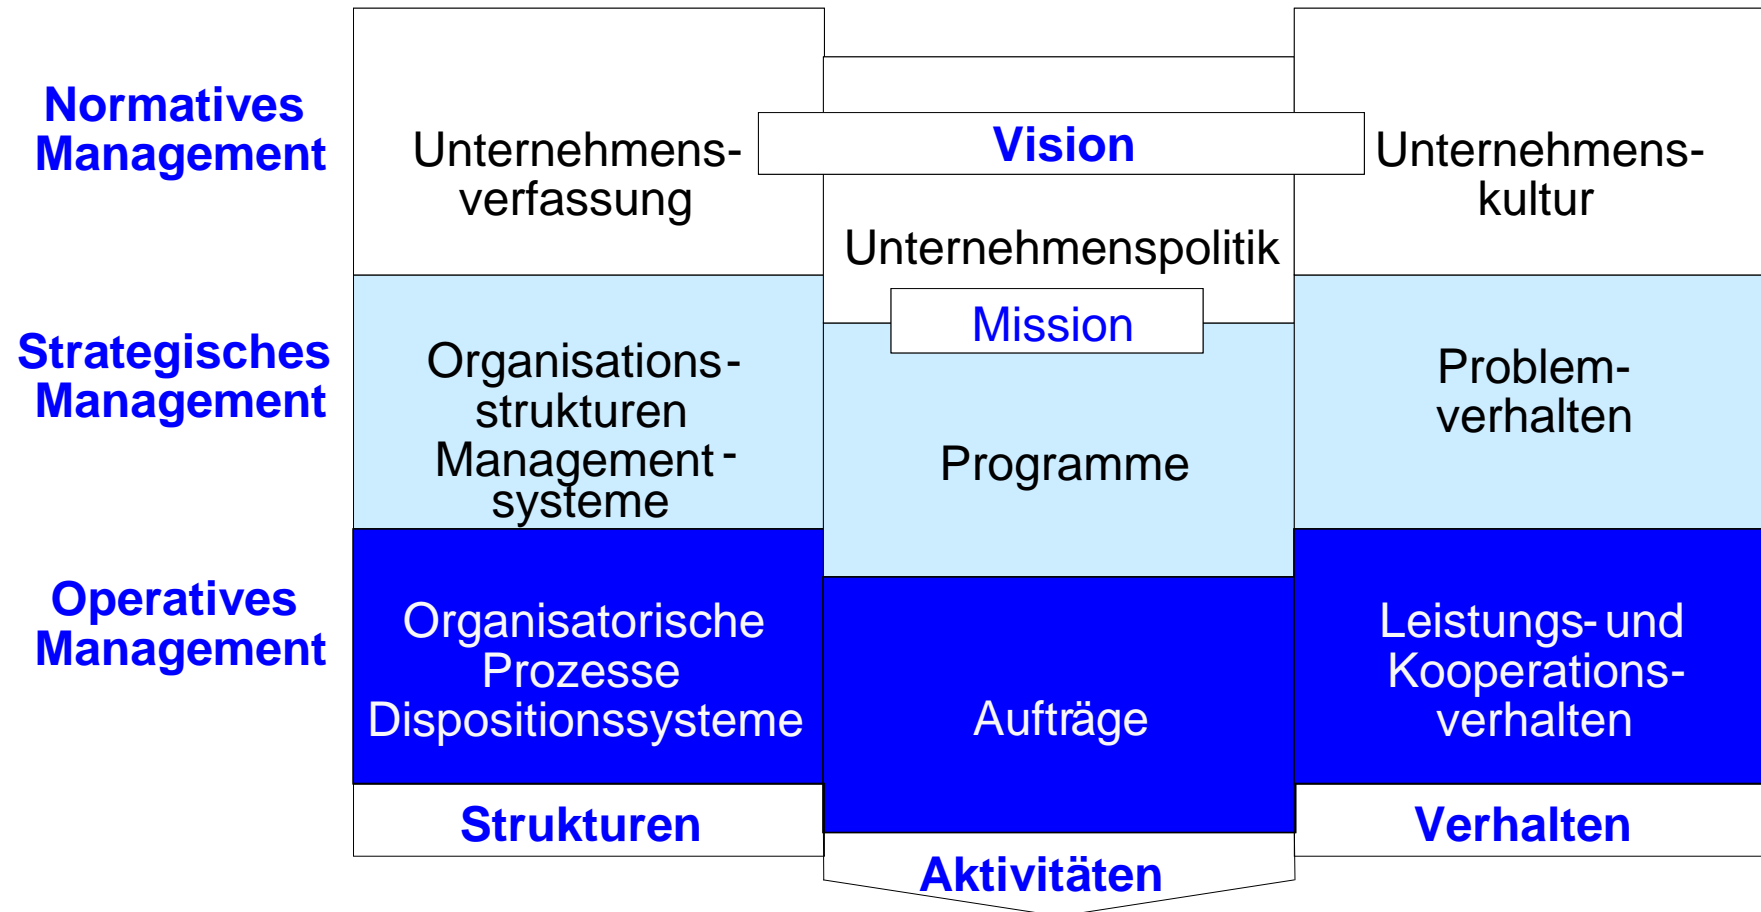 Normatives
Management
Unternehmens-
verfassung
Vision
Unternehmenspolitik
Unternehmens-
kultur
Mission
Strategisches
Management
Organisations-
strukturen
Management-
systeme
Programme
Problem-
verhalten
Operatives
Management
Organisatorische
Prozesse
Dispositionssysteme
Aufträge
Leistungs- und
Kooperations-
verhalten
Strukturen
Aktivitäten
Verhalten